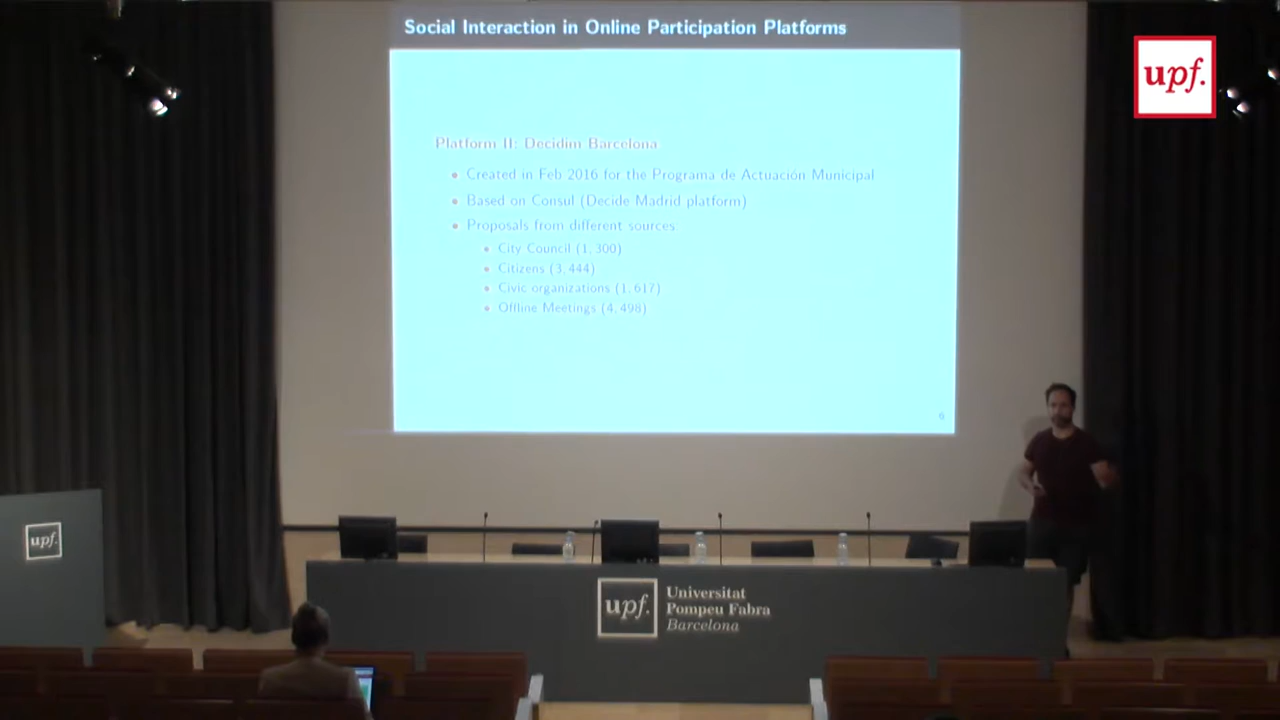 Social Interaction in Online Participation Platforms
upf.
Platform II: Decidim Barcelona
Created in Feb 2016 for the Programa de Actuación Municipal
Based on Consul (Decide Madrid platform)
Proposals from different sources
City Council (1, 300)
Citizens (3, 444)
Civic organizations (1, 617)
Offline Meetings (4, 498)
6
upf.
upf.
Universitat
Pompeu Fabra
Barcelona